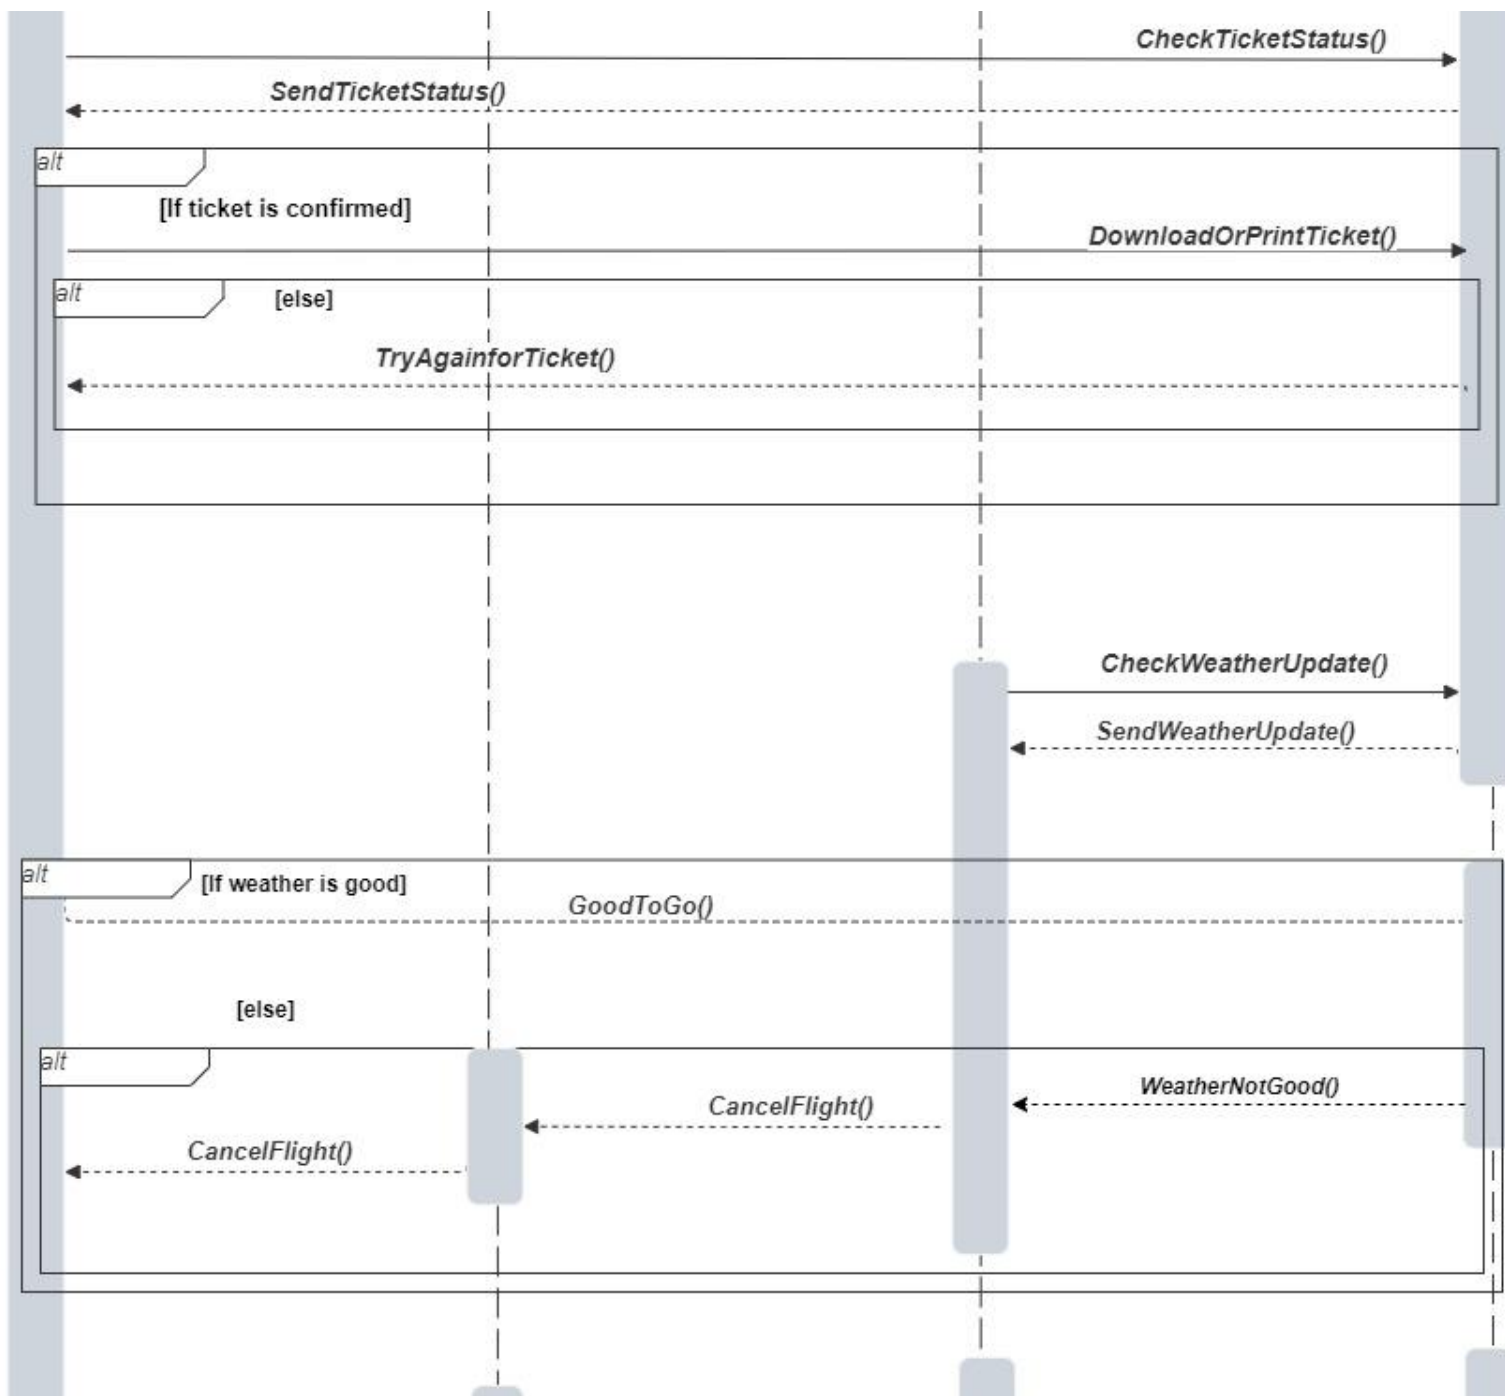 CheckTicketStatus()
SendTicketStatus()
alt
[If ticket is confirmed]
DownloadOrPrintTicket()
alt
[else]
TryAgainforTicket()
CheckWeatherUpdate()
SendWeatherUpdate()
alt
[If weather is good]
GoodToGo()
[else]
alt
WeatherNotGood()
CancelFlight()
CancelFlight()